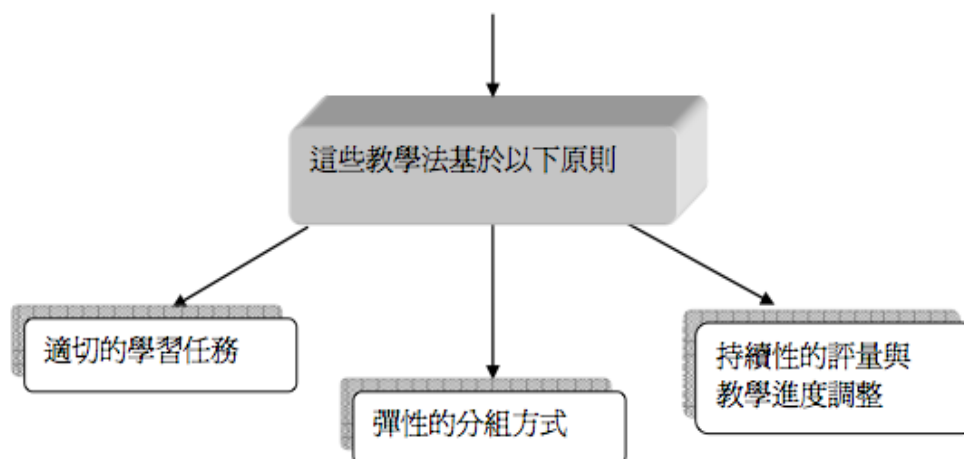 這些教學法基於以下原則
適切的學習任務
彈性的分組方式
持續性的評量與
教學進度調整